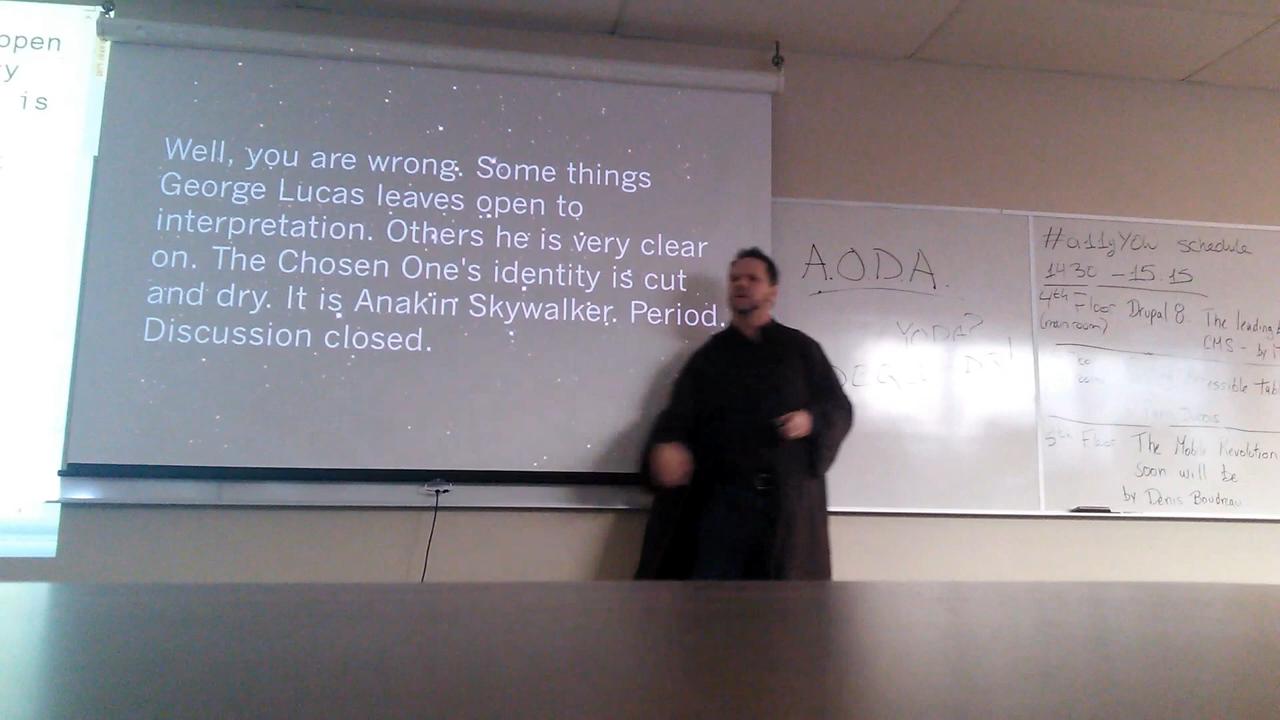 open
is
Well, you are wrong. Some things
George Lucas leaves open to
interpretation. Others he is very clear
on. The Chosen One's identity is cut
and dry. It is Anakin Skywalker. Period.
Discussion closed.
A.O.D.A.
YODA?
#a11yYOW schedule
1430 - 15.15
4th Floor Drupal 8. The leading
(main room) CMS - by
5th Floor The Mobile Revolution
Soon will be
by Denis Boudreau